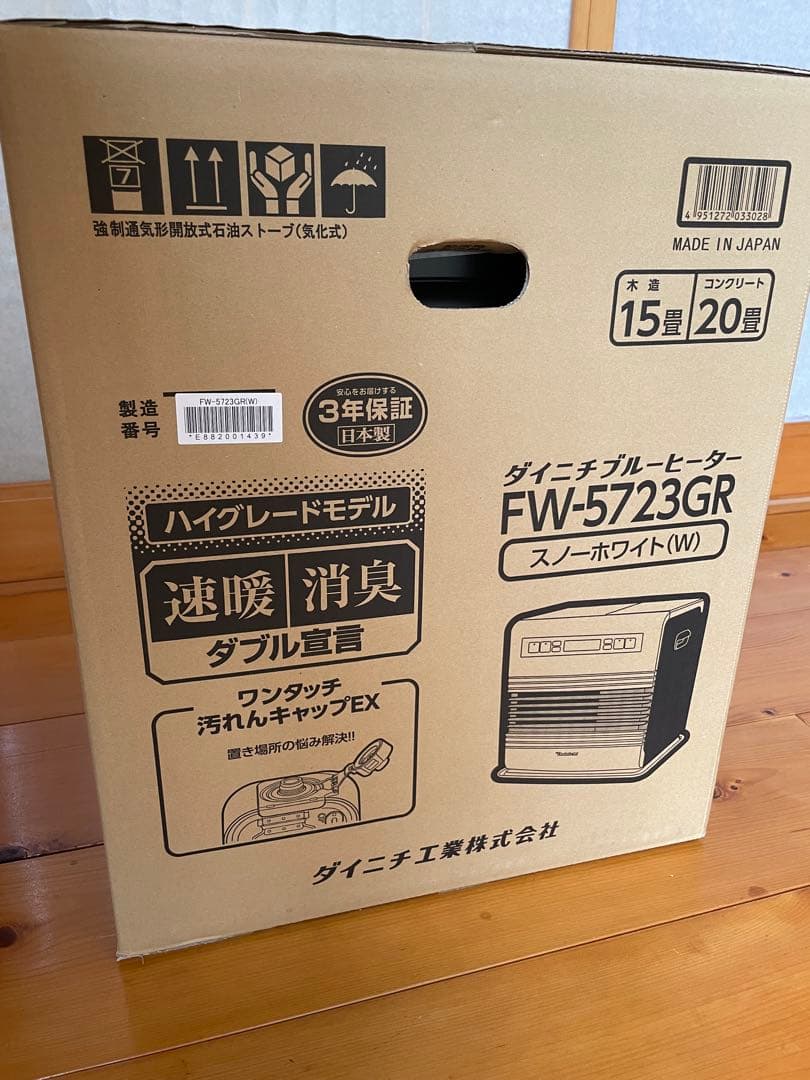 7
強制通気形開放式石油ストーブ(気化式)
4 951272 033028
MADE IN JAPAN
木造
15畳
コンクリート
20畳
製造
番号
FW-5723GR(W)
*E882001439*
安心をお届けする
3年保証
日本製
ハイグレードモデル
速暖 消臭
ダブル宣言
ワンタッチ
汚れんキャップEX
置き場所の悩み解決!!
ダイニチブルーヒーター
FW-5723GR
スノーホワイト(W)
ダイニチ工業株式会社